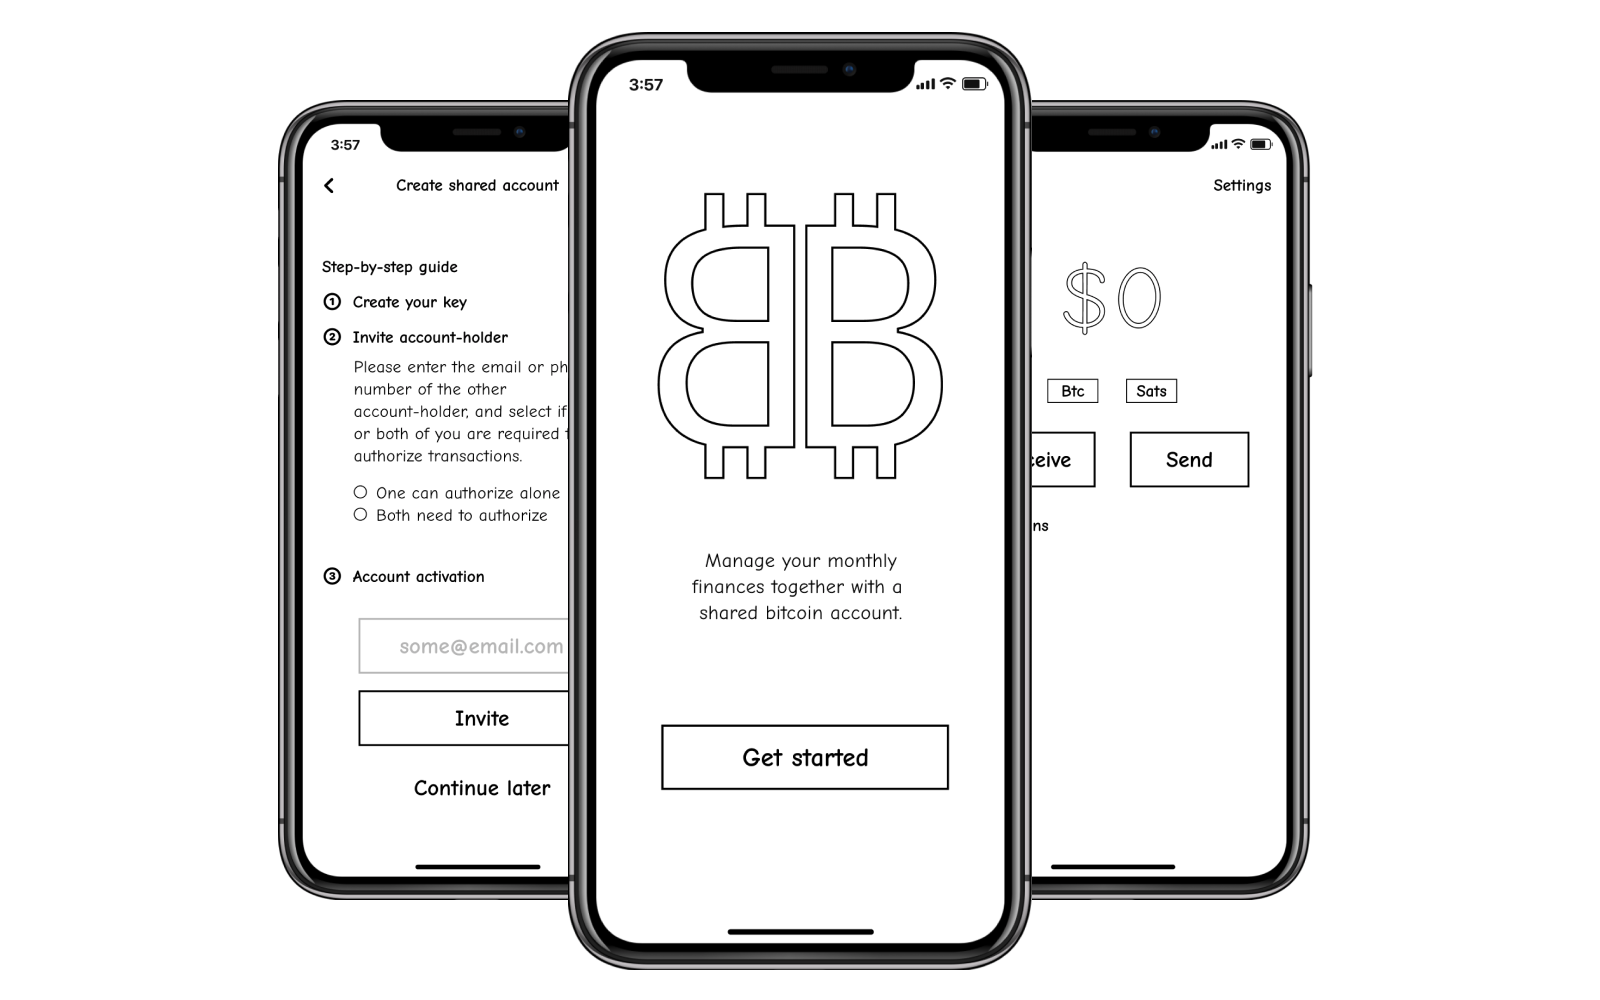 3:57
Create shared account
Step-by-step guide
1 Create your key
2 Invite account-holder
Please enter the email or ph
number of the other
account-holder, and select if
or both of you are required
authorize transactions.
One can authorize alone
Both need to authorize
3 Account activation
some@email.com
Invite
Continue later
3:57
Manage your monthly
finances together with a
shared bitcoin account.
Get started
Settings
$0
Btc Sats
ceive Send
ns